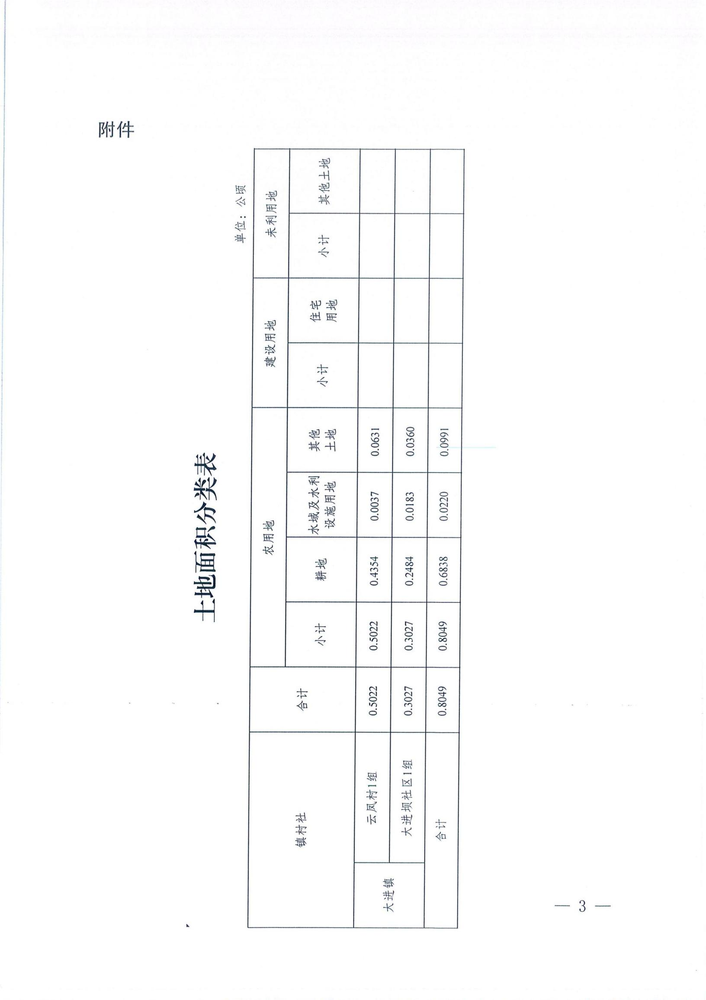 附件
土地面积分类表
单位：公顷
镇村社 合计 农用地 建设用地 未利用地
小计 耕地 水域及水利设施用地 其他土地 小计 住宅用地 小计 其他土地
大进镇 云凤村1组 0.5022 0.5022 0.4354 0.0037 0.0631
大进坝社区1组 0.3027 0.3027 0.2484 0.0183 0.0360
合计 0.8049 0.8049 0.6838 0.0220 0.0991
— 3 —